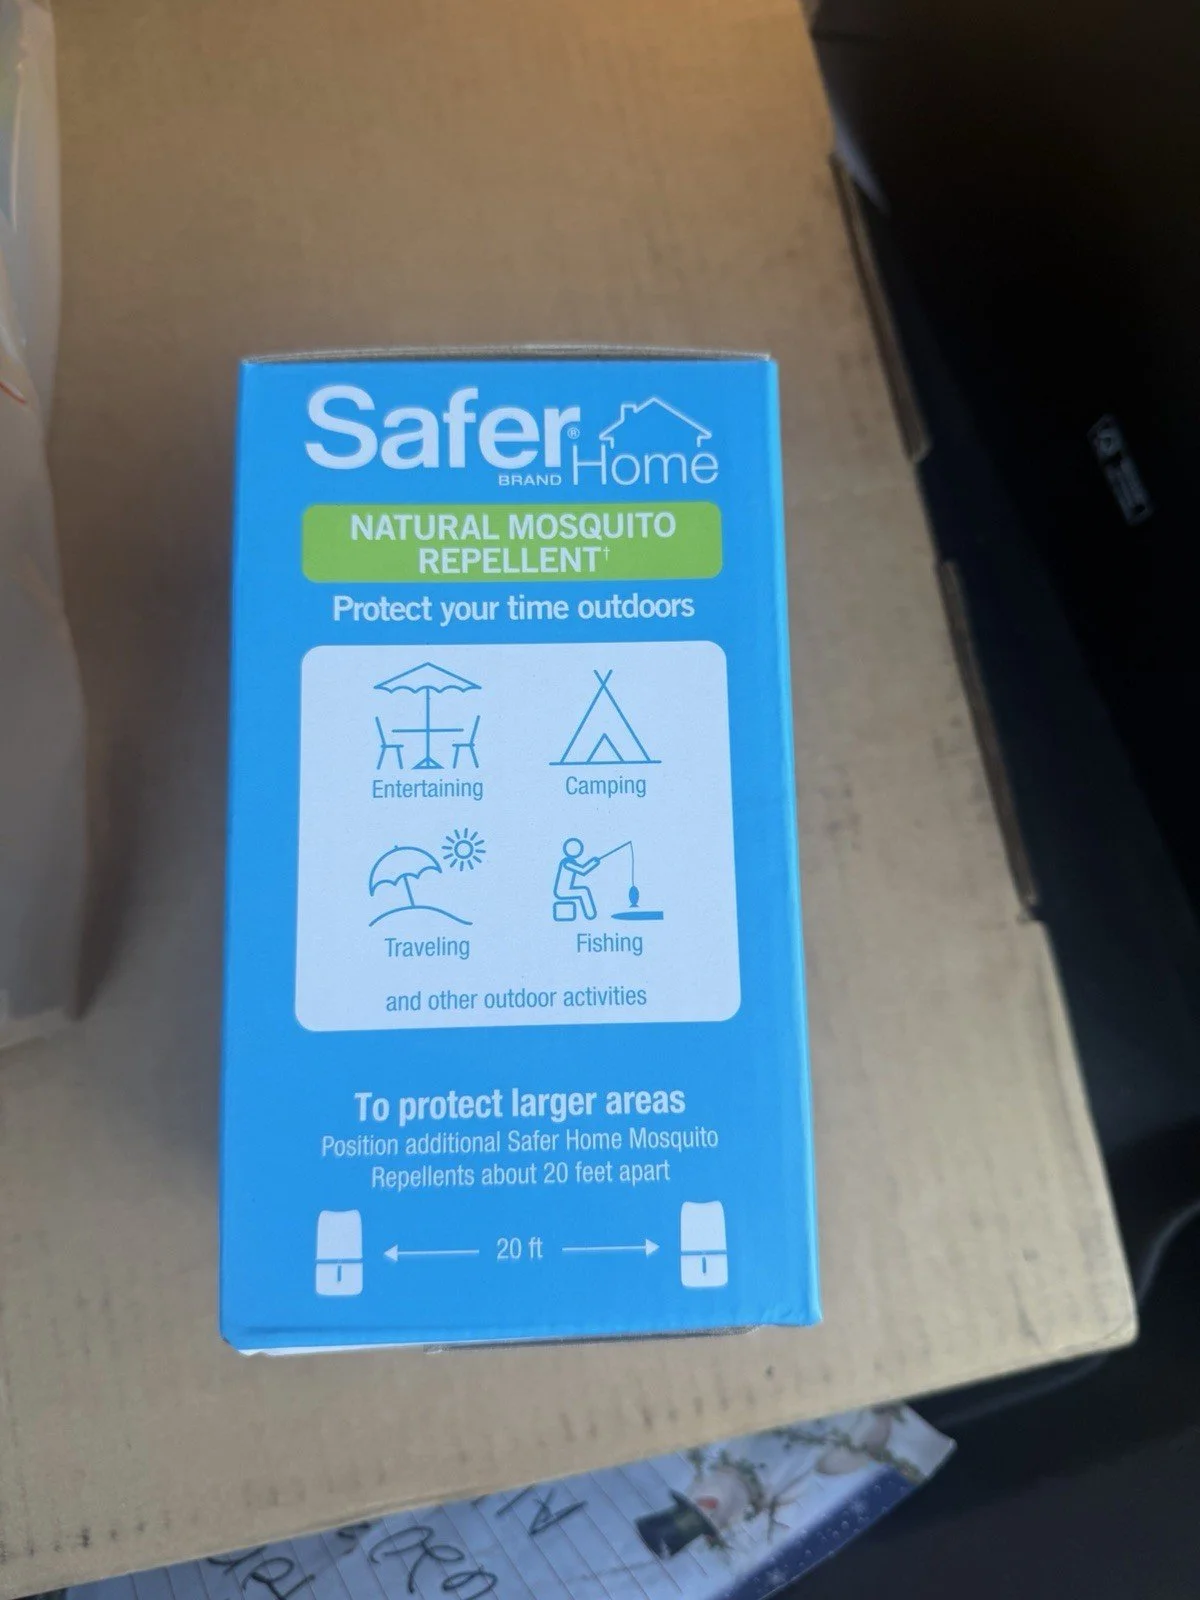 Safer® Home
BRAND
NATURAL MOSQUITO
REPELLENT†
Protect your time outdoors
Entertaining
Camping
Traveling
Fishing
and other outdoor activities
To protect larger areas
Position additional Safer Home Mosquito
Repellents about 20 feet apart
20 ft